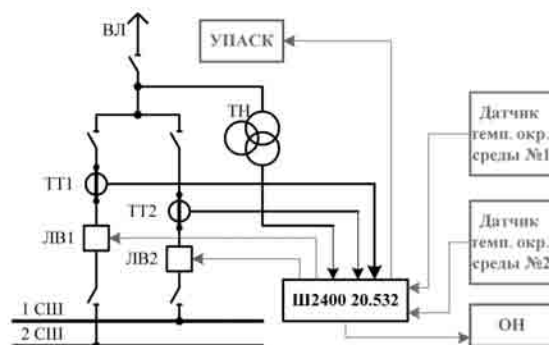 ВЛ
УПАСК
ТН
Датчик
темп. окр.
среды №1
ТТ1
ТТ2
Датчик
темп. окр.
среды №2
ЛВ1
ЛВ2
Ш2400 20.532
1 СШ
2 СШ
ОН